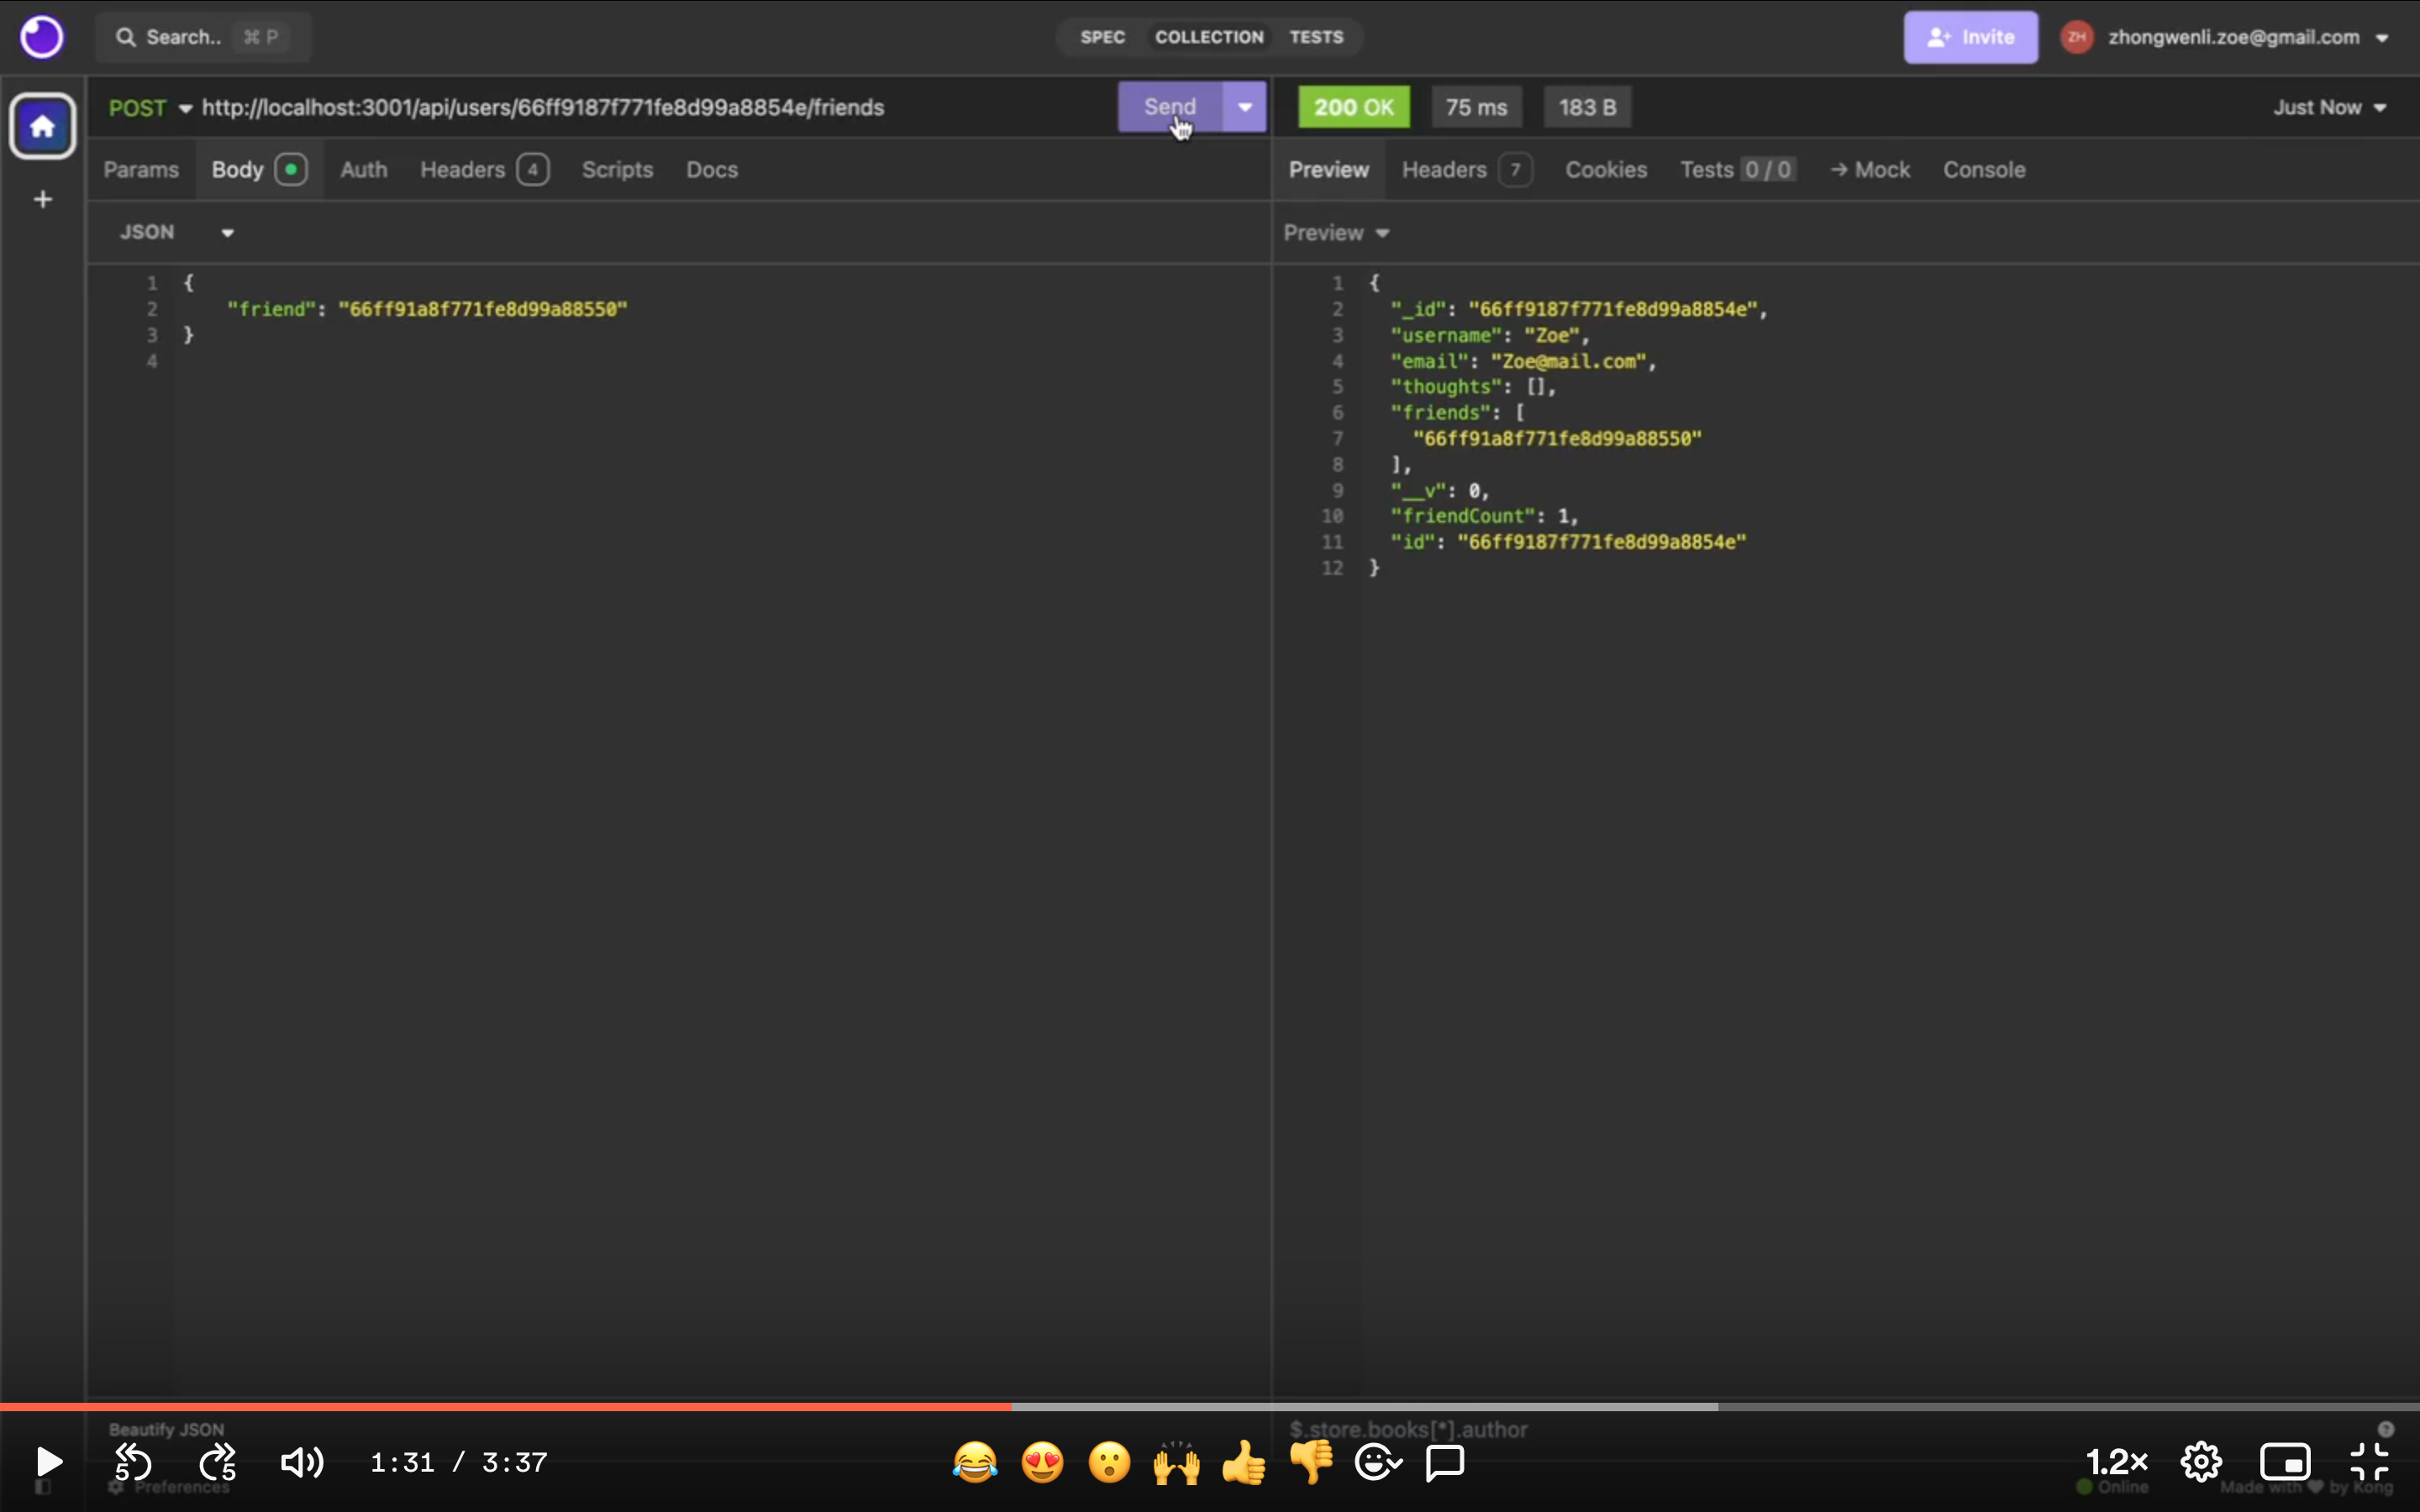 Search.. ⌘ P
SPEC COLLECTION TESTS
Invite
ZH zhongwenli.zoe@gmail.com
POST http://localhost:3001/api/users/66ff9187f771fe8d99a8854e/friends
Send
200 OK 75 ms 183 B
Just Now
Params Body Auth Headers 4 Scripts Docs
Preview Headers 7 Cookies Tests 0 / 0 → Mock Console
JSON
Preview
1 {
2 "friend": "66ff91a8f771fe8d99a88550"
3 }
4
1 {
2 "_id": "66ff9187f771fe8d99a8854e",
3 "username": "Zoe",
4 "email": "Zoe@mail.com",
5 "thoughts": [],
6 "friends": [
7 "66ff91a8f771fe8d99a88550"
8 ],
9 "__v": 0,
10 "friendCount": 1,
11 "id": "66ff9187f771fe8d99a8854e"
12 }
Beautify JSON
$.store.books[*].author
5 5 1:31 / 3:37
1.2×
Preferences
Online
Made with ♥ by Kong